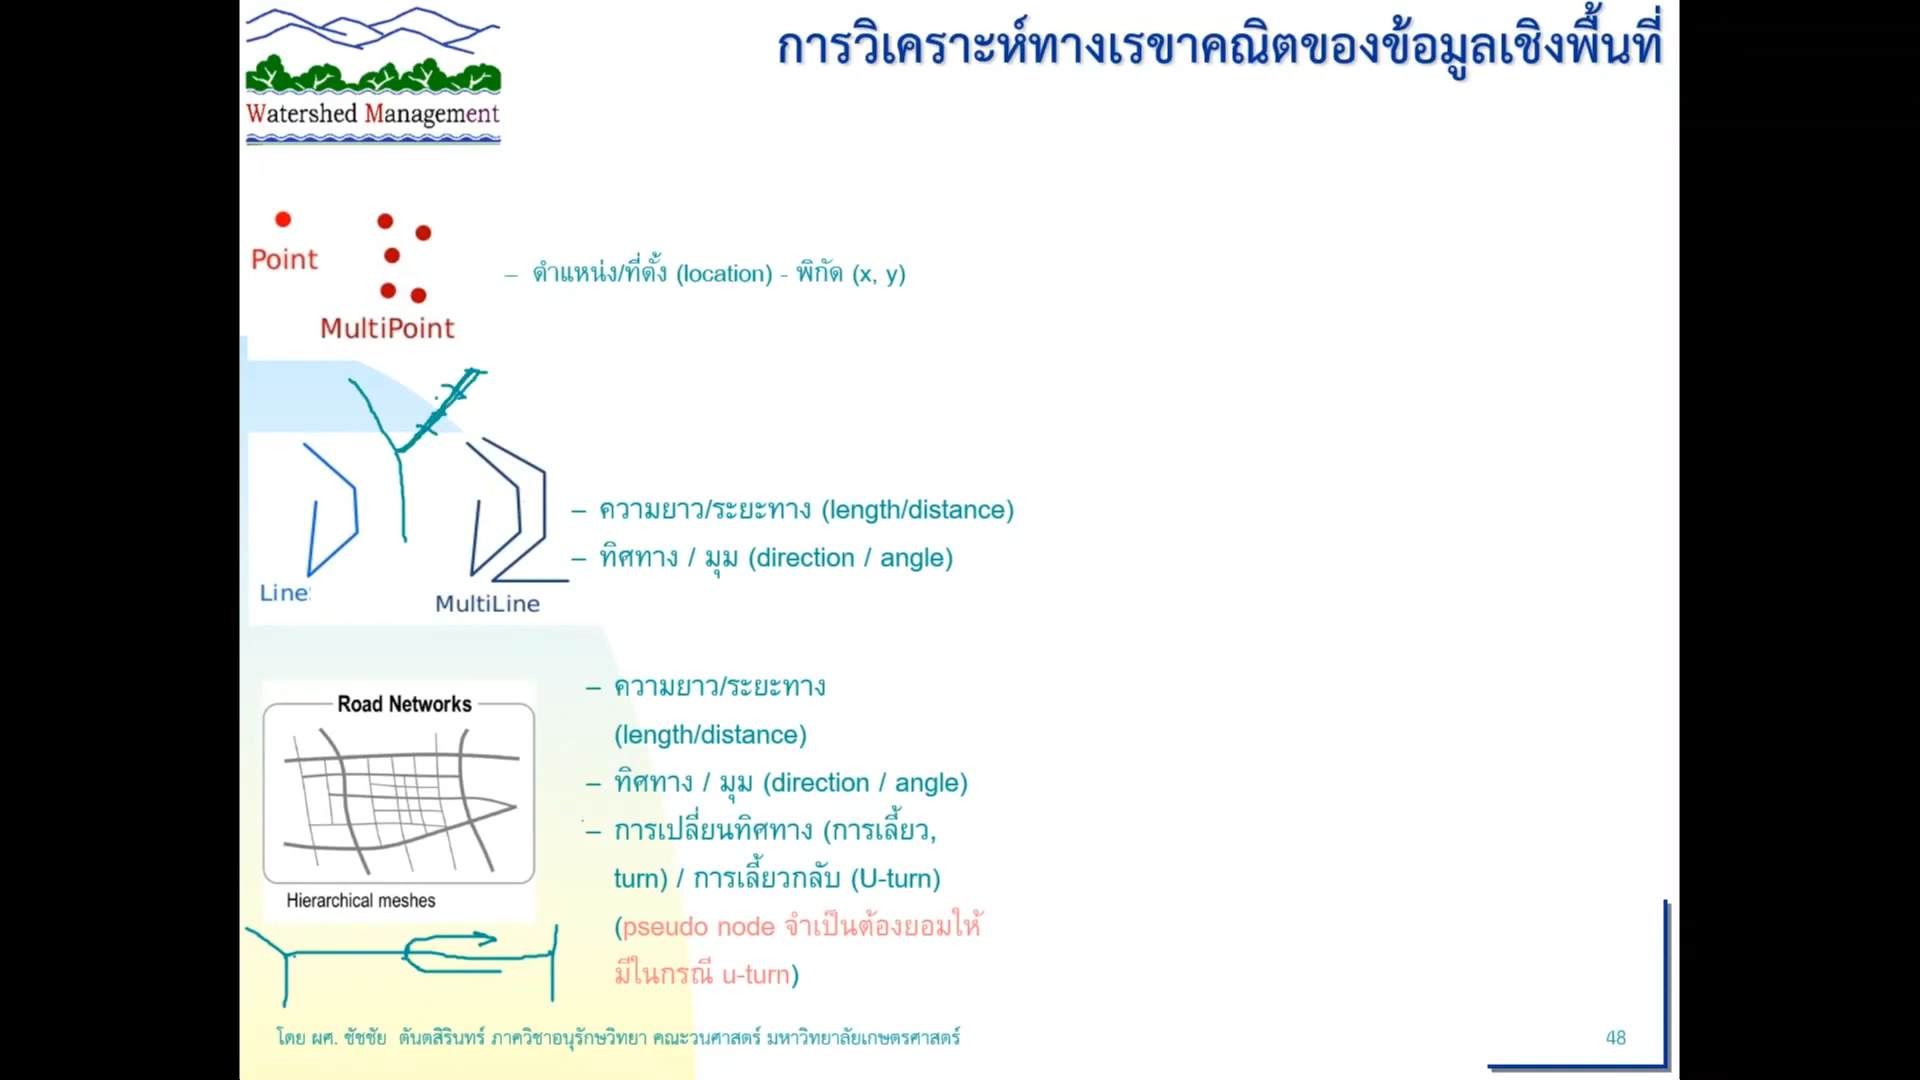 การวิเคราะห์ทางเรขาคณิตของข้อมูลเชิงพื้นที่
Watershed Management
Point
MultiPoint
– ตำแหน่ง/ที่ตั้ง (location) - พิกัด (x, y)
– ความยาว/ระยะทาง (length/distance)
– ทิศทาง / มุม (direction / angle)
Line
MultiLine
Road Networks
Hierarchical meshes
– ความยาว/ระยะทาง
(length/distance)
– ทิศทาง / มุม (direction / angle)
– การเปลี่ยนทิศทาง (การเลี้ยว,
turn) / การเลี้ยวกลับ (U-turn)
(pseudo node จำเป็นต้องยอมให้
มีในกรณี u-turn)
โดย ผศ. ชัชชัย ตันตสิรินทร์ ภาควิชาอนุรักษวิทยา คณะวนศาสตร์ มหาวิทยาลัยเกษตรศาสตร์
48